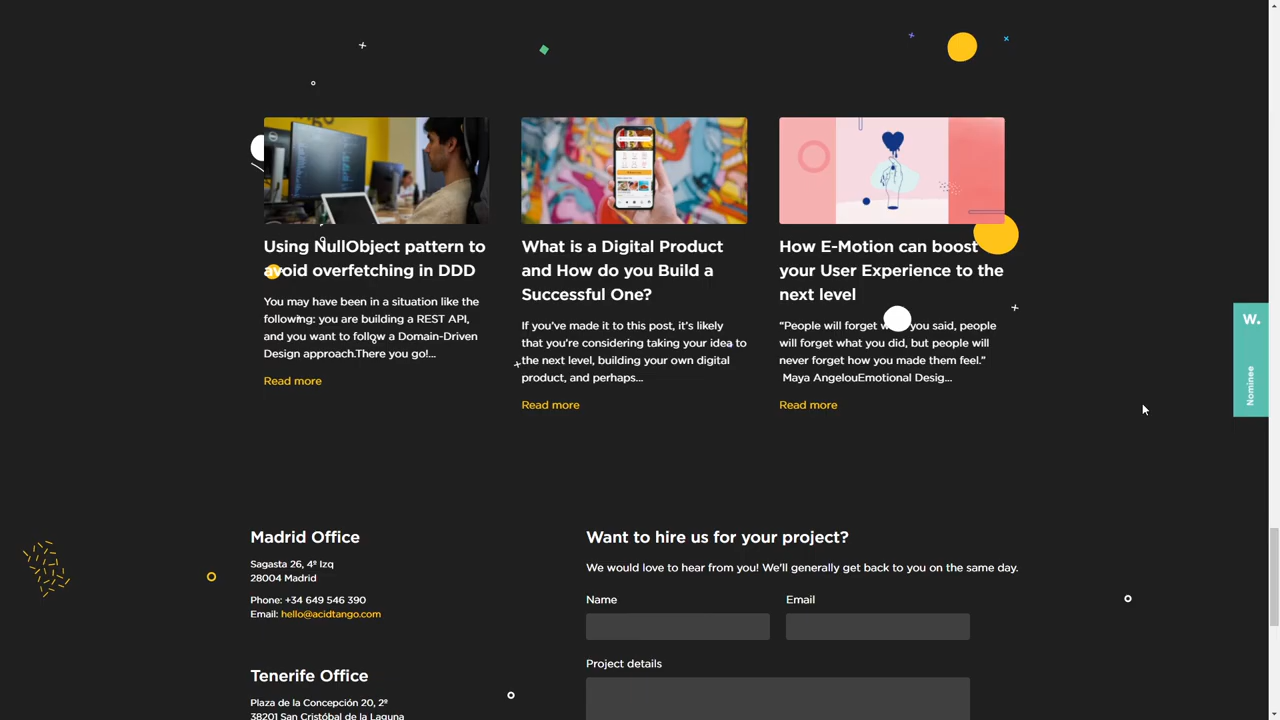 Using NullObject pattern to
avoid overfetching in DDD
You may have been in a situation like the
following: you are building a REST API,
and you want to follow a Domain-Driven
Design approach.There you go!...
Read more
What is a Digital Product
and How do you Build a
Successful One?
If you’ve made it to this post, it’s likely
that you’re considering taking your idea to
the next level, building your own digital
product, and perhaps...
Read more
How E-Motion can boost
your User Experience to the
next level
“People will forget you said, people
will forget what you did, but people will
never forget how you made them feel.”
Maya AngelouEmotional Desig...
Read more
W.
Nominee
Madrid Office
Sagasta 26, 4º Izq
28004 Madrid
Phone: +34 649 546 390
Email: hello@acidtango.com
Tenerife Office
Plaza de la Concepción 20, 2º
38201 San Cristóbal de la Laguna
Want to hire us for your project?
We would love to hear from you! We'll generally get back to you on the same day.
Name
Email
Project details